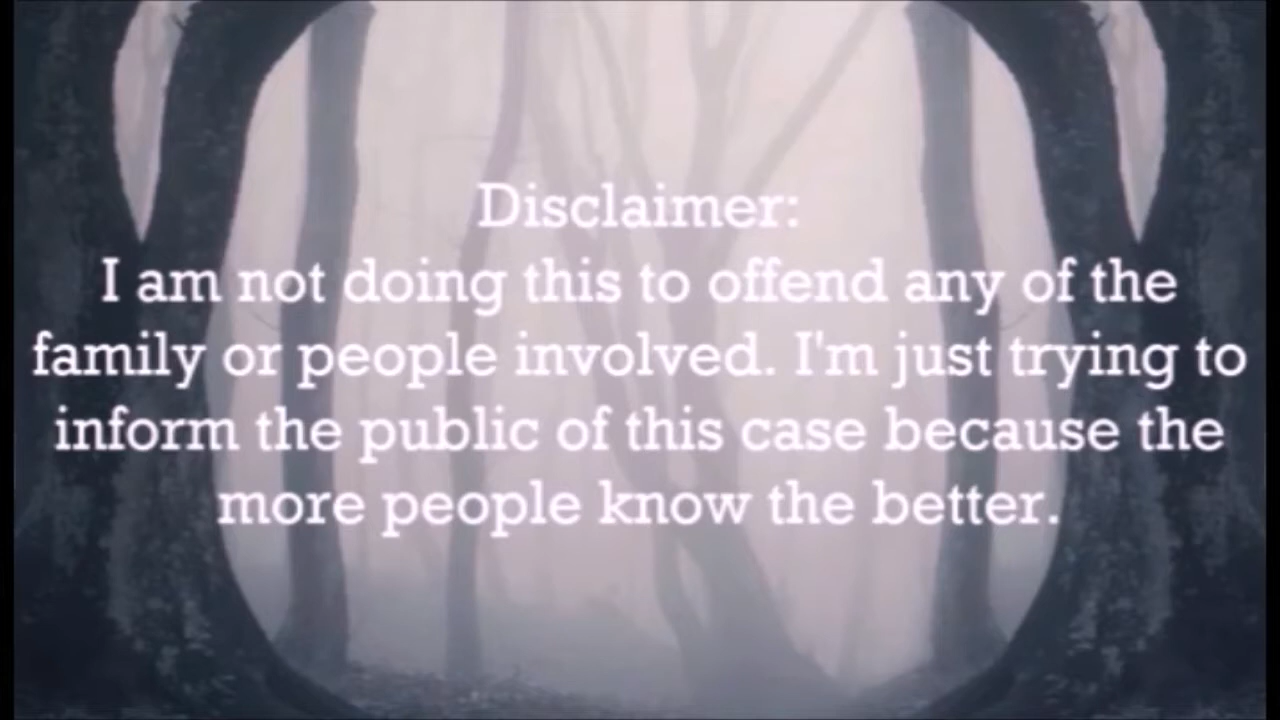 Disclaimer:
I am not doing this to offend any of the
family or people involved. I'm just trying to
inform the public of this case because the
more people know the better.